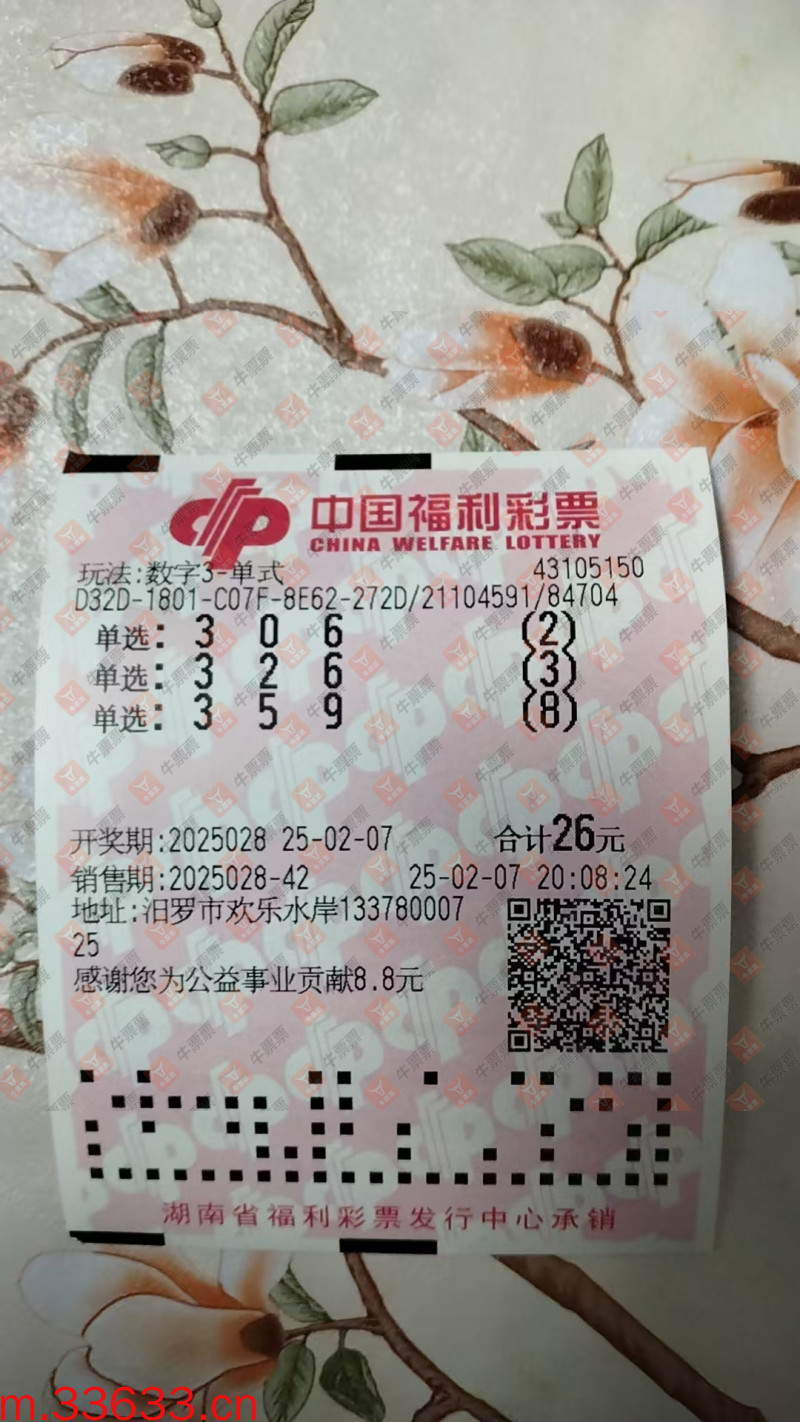 中国福利彩票
CHINA WELFARE LOTTERY
玩法:数字3-单式 43105150
D32D-1801-C07F-8E62-272D/21104591/84704
单选: 3 0 6 (2)
单选: 3 2 6 (3)
单选: 3 5 9 (8)
开奖期:2025028 25-02-07 合计26元
销售期:2025028-42 25-02-07 20:08:24
地址:汨罗市欢乐水岸133780007
25
感谢您为公益事业贡献8.8元
湖南省福利彩票发行中心承销
m.33633.cn
牛票票